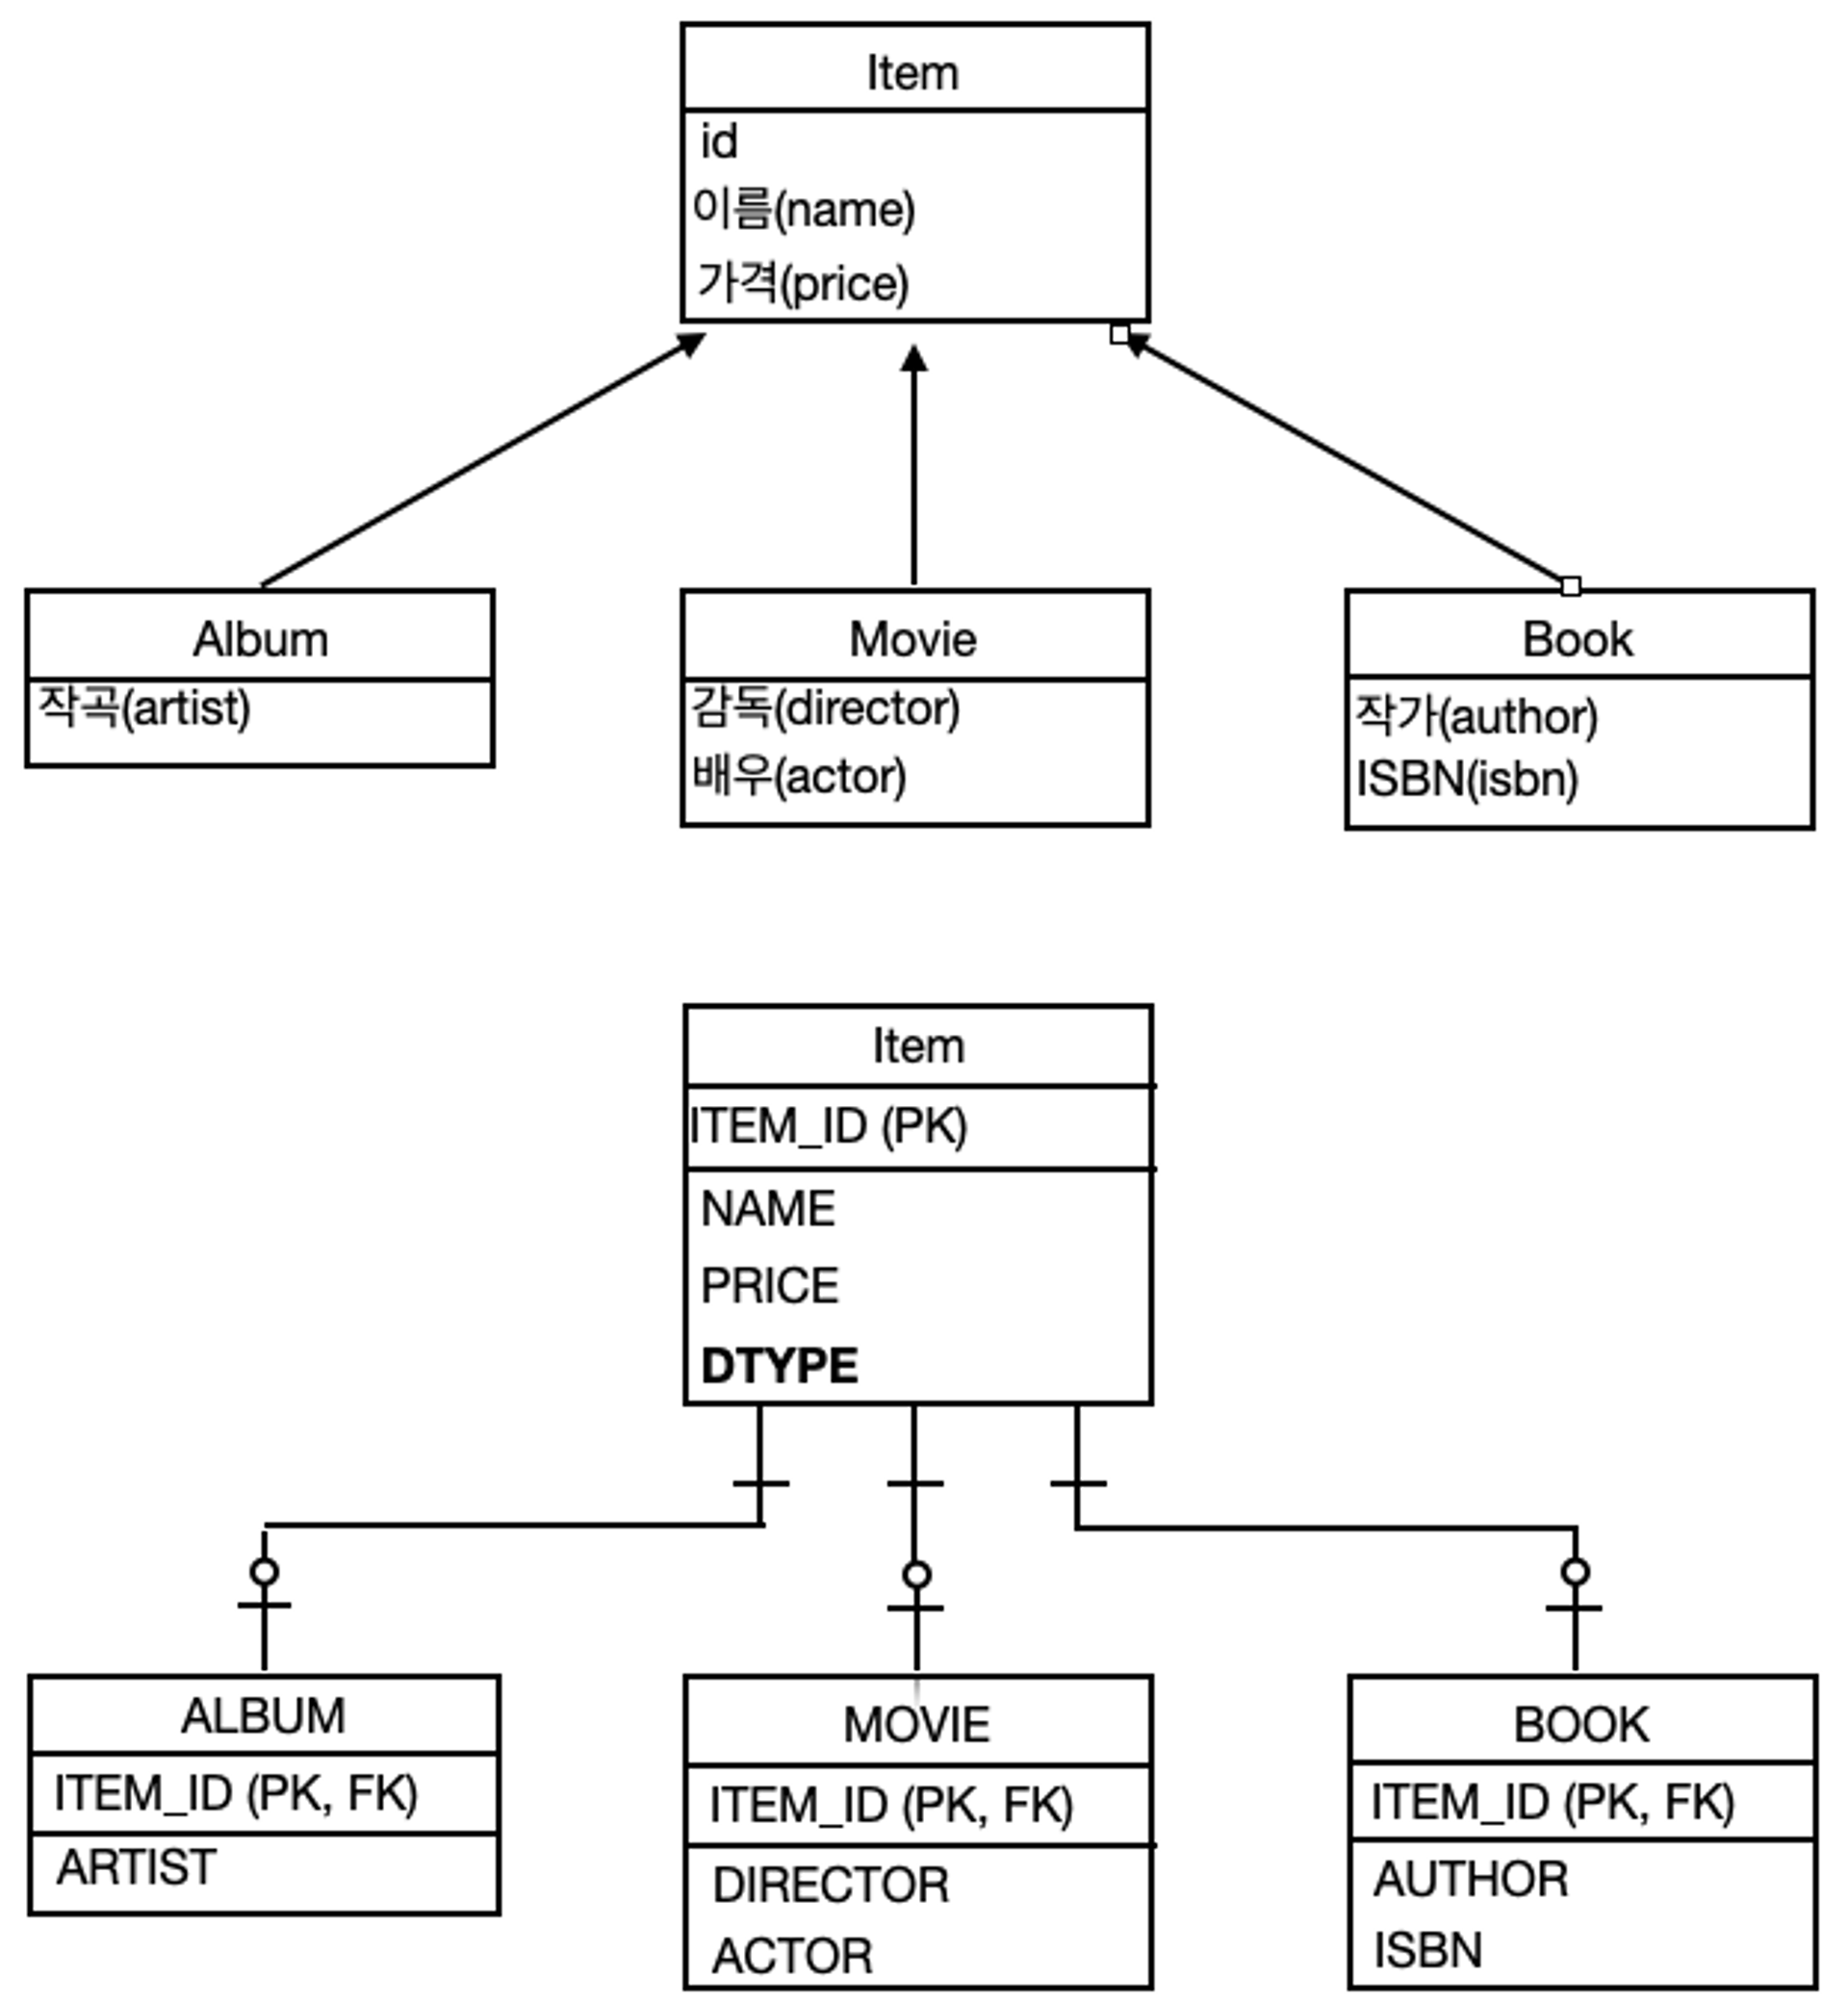 Item
id
이름(name)
가격(price)
Album
작곡(artist)
Movie
감독(director)
배우(actor)
Book
작가(author)
ISBN(isbn)
Item
ITEM_ID (PK)
NAME
PRICE
DTYPE
ALBUM
ITEM_ID (PK, FK)
ARTIST
MOVIE
ITEM_ID (PK, FK)
DIRECTOR
ACTOR
BOOK
ITEM_ID (PK, FK)
AUTHOR
ISBN